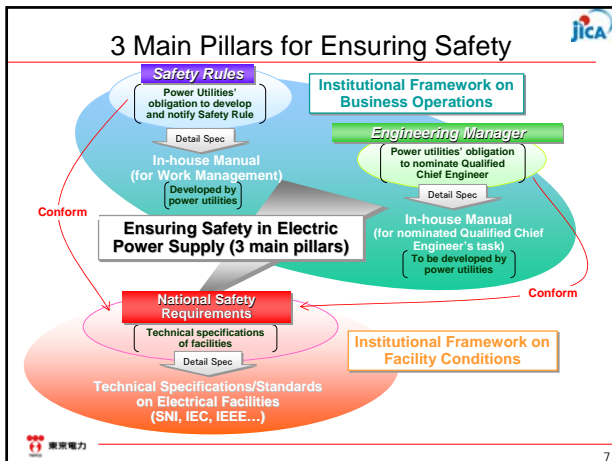 jICA
3 Main Pillars for Ensuring Safety
Safety Rules
Power Utilities'
obligation to develop
and notify Safety Rule
Detail Spec
In-house Manual
(for Work Management)
Developed by
power utilities
Institutional Framework on
Business Operations
Engineering Manager
Power utilities' obligation
to nominate Qualified
Chief Engineer
Detail Spec
In-house Manual
(for nominated Qualified Chief
Engineer's task)
To be developed by
power utilities
Conform
Ensuring Safety in Electric
Power Supply (3 main pillars)
Conform
National Safety
Requirements
Technical specifications
of facilities
Detail Spec
Technical Specifications/Standards
on Electrical Facilities
(SNI, IEC, IEEE...)
Institutional Framework on
Facility Conditions
TEPCO
東京電力
7